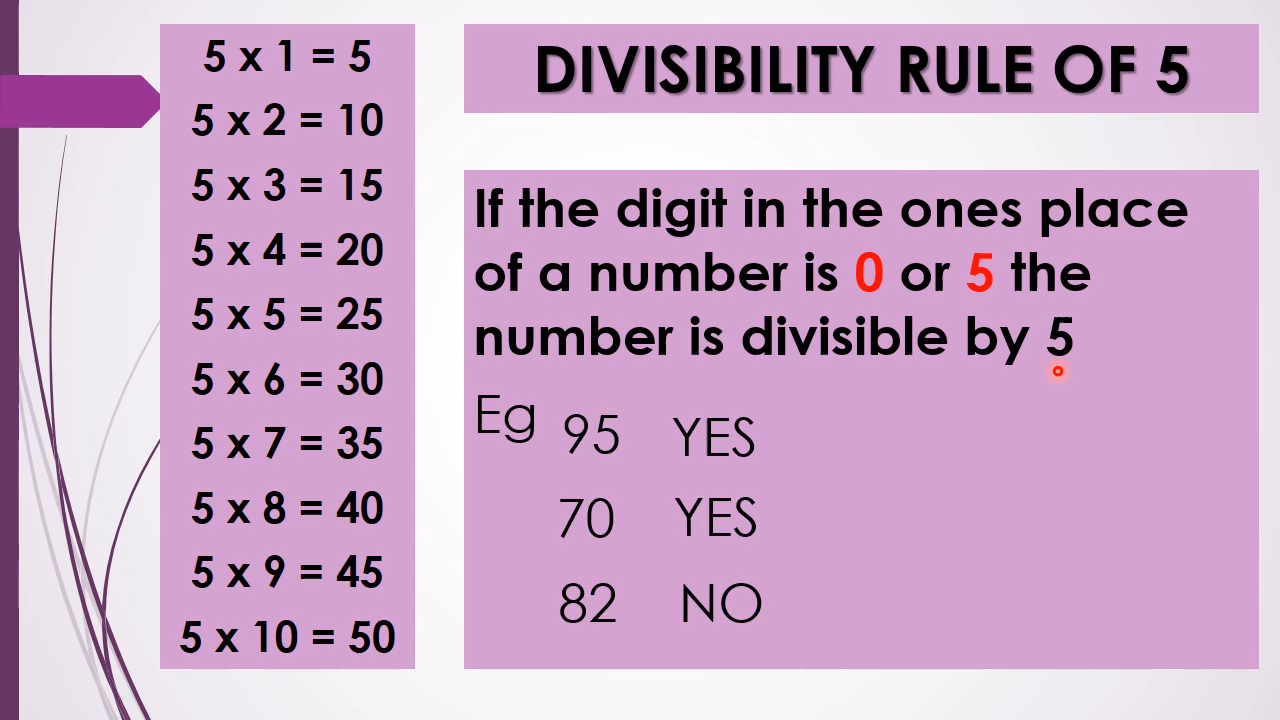 5 x 1 = 5
5 x 2 = 10
5 x 3 = 15
5 x 4 = 20
5 x 5 = 25
5 x 6 = 30
5 x 7 = 35
5 x 8 = 40
5 x 9 = 45
5 x 10 = 50
DIVISIBILITY RULE OF 5
If the digit in the ones place
of a number is 0 or 5 the
number is divisible by 5
Eg 95 YES
70 YES
82 NO